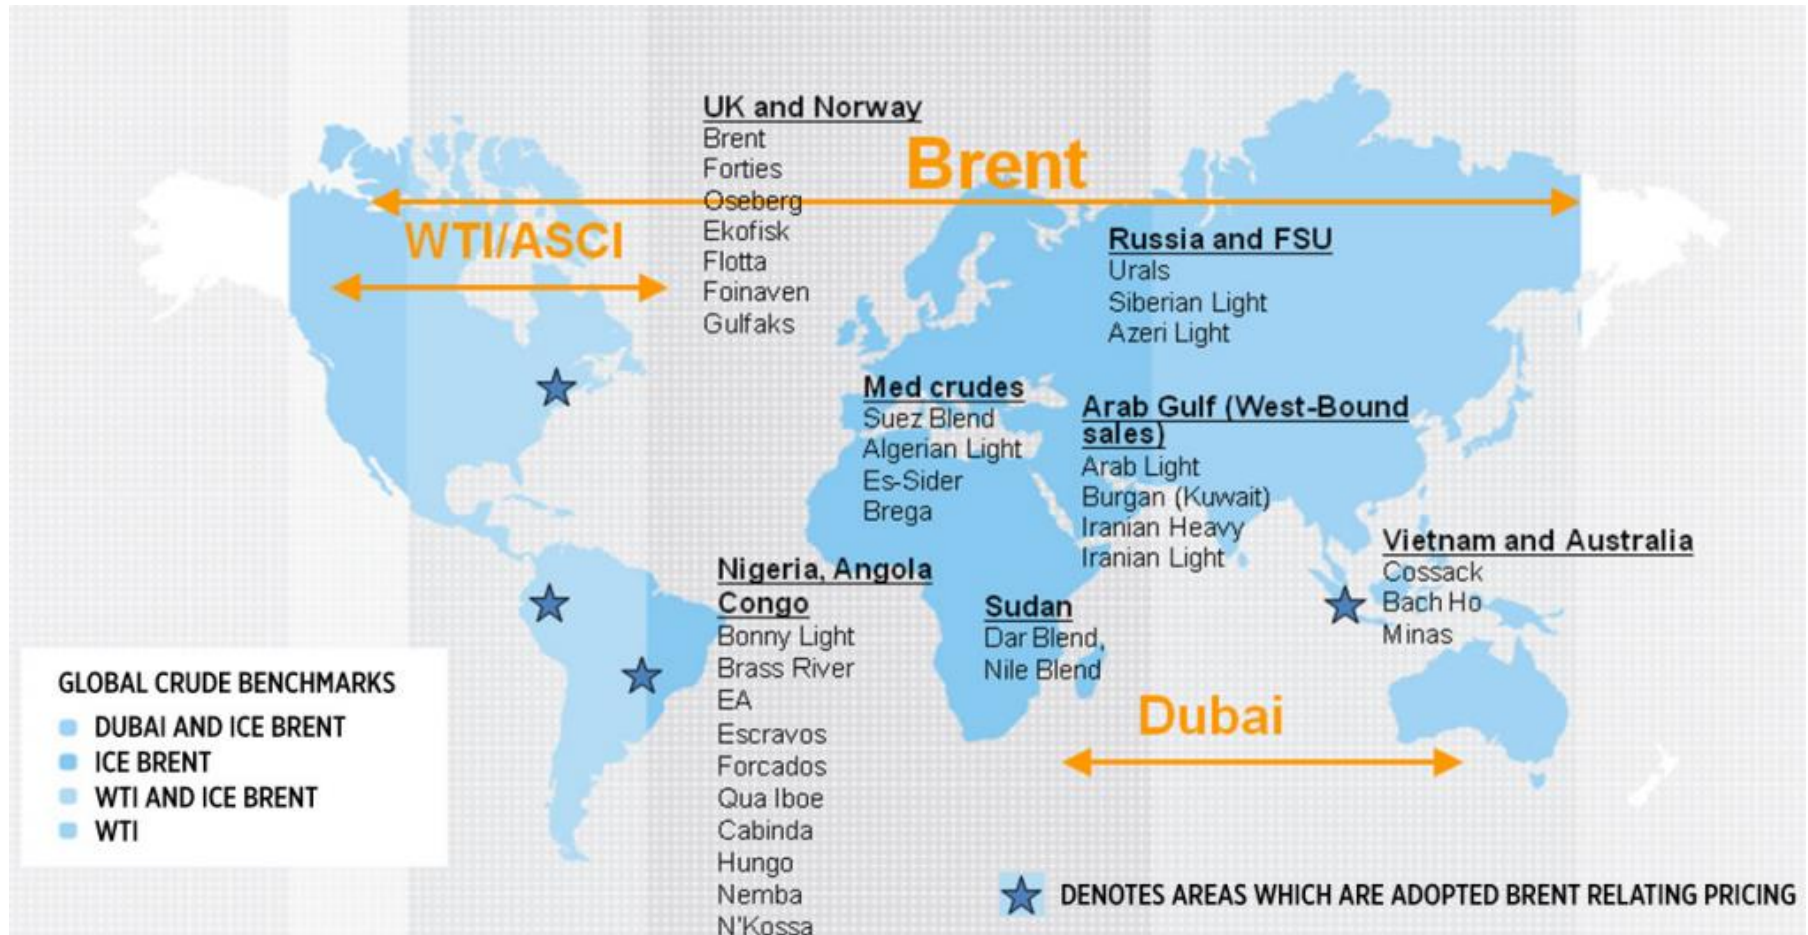 UK and Norway
Brent
Forties
Oseberg
Ekofisk
Flotta
Foinaven
Gulfaks
Brent
WTI/ASCI
Russia and FSU
Urals
Siberian Light
Azeri Light
Med crudes
Suez Blend
Algerian Light
Es-Sider
Brega
Arab Gulf (West-Bound
sales)
Arab Light
Burgan (Kuwait)
Iranian Heavy
Iranian Light
Vietnam and Australia
Cossack
Bach Ho
Minas
Nigeria, Angola
Congo
Bonny Light
Brass River
EA
Escravos
Forcados
Qua Iboe
Cabinda
Hungo
Nemba
N'Kossa
Sudan
Dar Blend,
Nile Blend
Dubai
GLOBAL CRUDE BENCHMARKS
DUBAI AND ICE BRENT
ICE BRENT
WTI AND ICE BRENT
WTI
DENOTES AREAS WHICH ARE ADOPTED BRENT RELATING PRICING